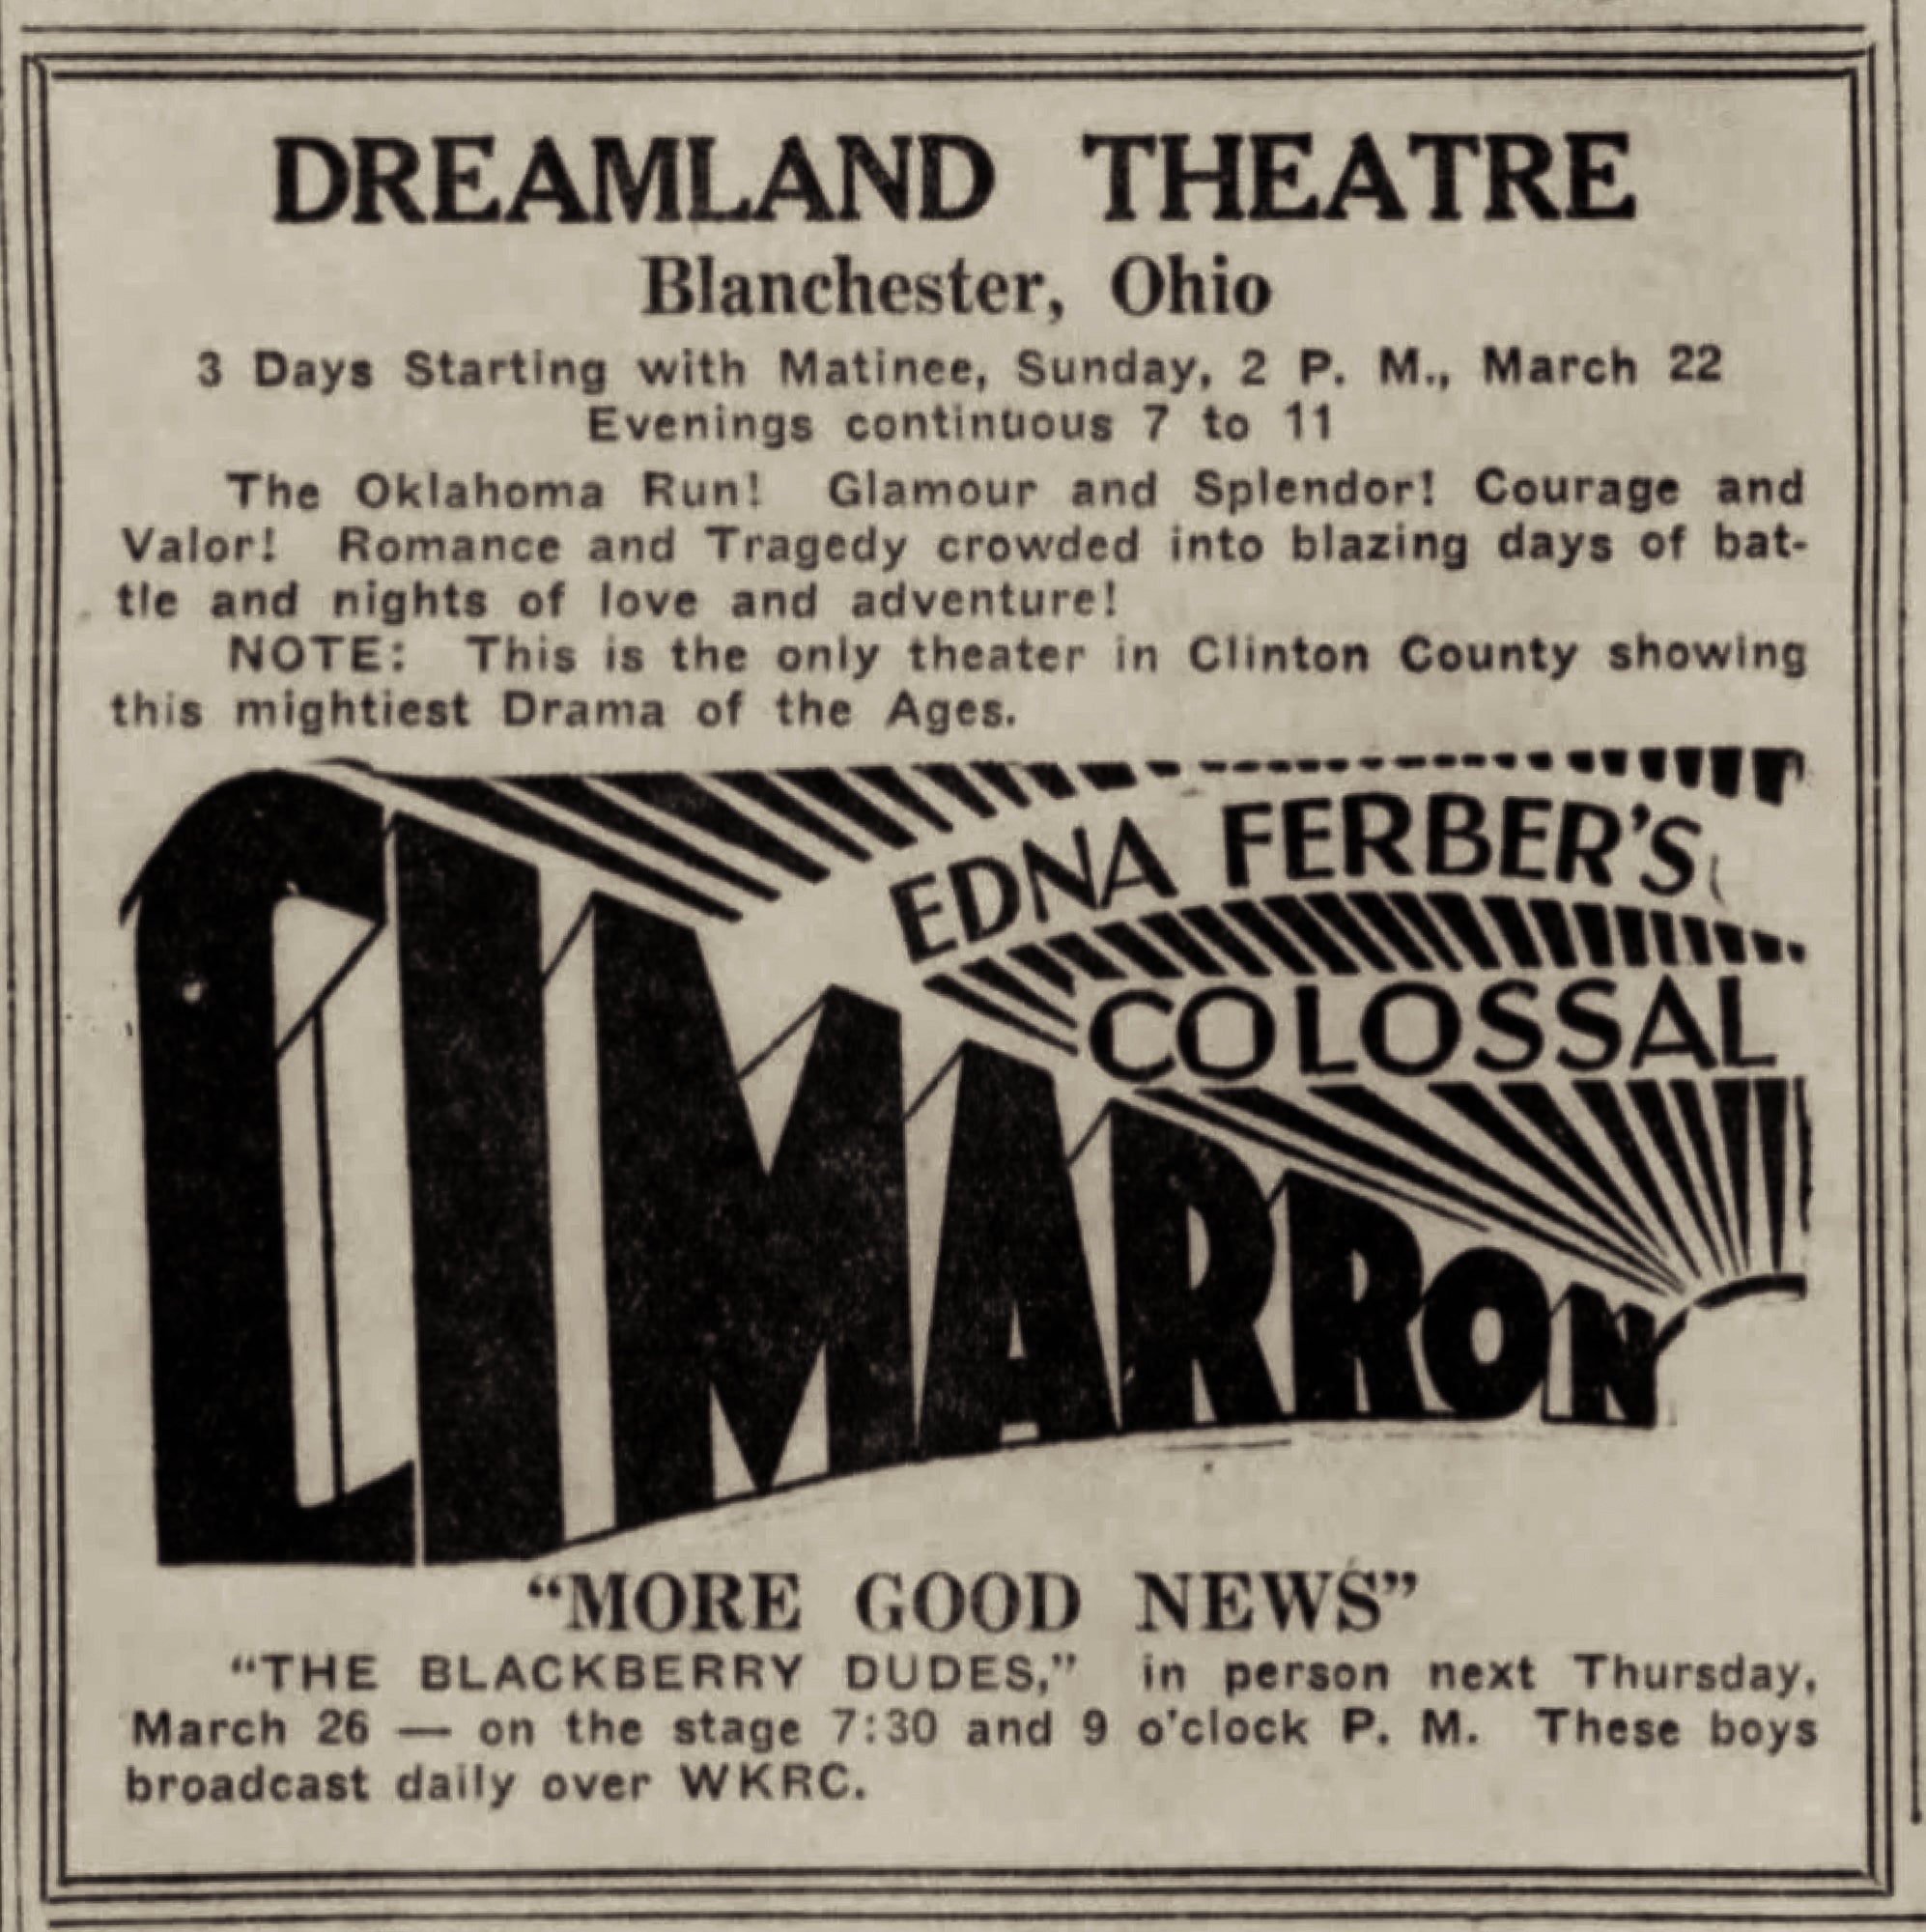 DREAMLAND THEATRE
Blanchester, Ohio
3 Days Starting with Matinee, Sunday, 2 P. M., March 22
Evenings continuous 7 to 11
The Oklahoma Run! Glamour and Splendor! Courage and
Valor! Romance and Tragedy crowded into blazing days of bat-
tle and nights of love and adventure!
NOTE: This is the only theater in Clinton County showing
this mightiest Drama of the Ages.
EDNA FERBER'S
COLOSSAL
CIMARRON
“MORE GOOD NEWS”
“THE BLACKBERRY DUDES,” in person next Thursday,
March 26 — on the stage 7:30 and 9 o'clock P. M. These boys
broadcast daily over WKRC.